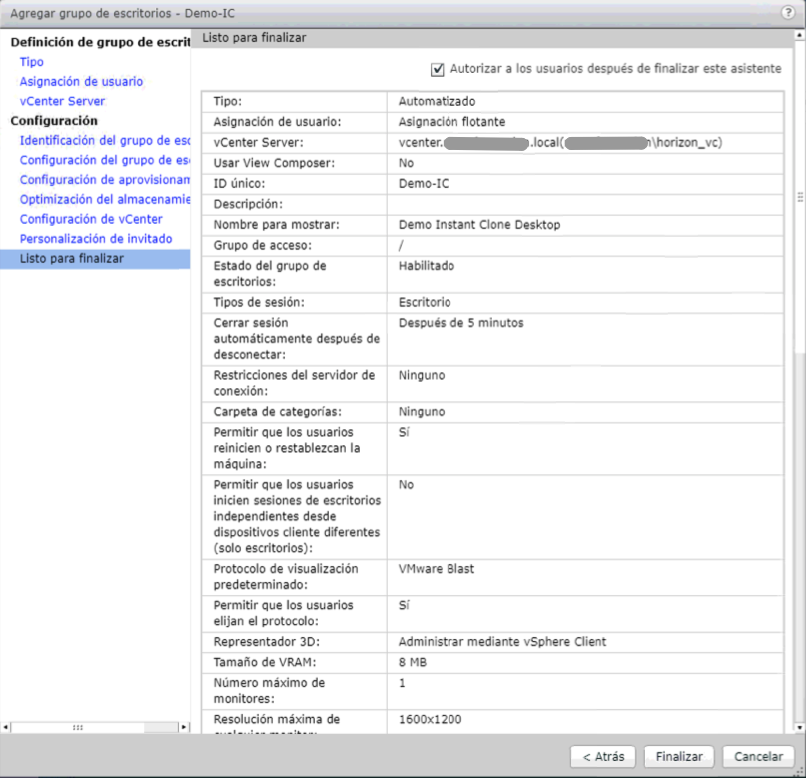 Agregar grupo de escritorios - Demo-IC
?
Definición de grupo de escrit
Tipo
Asignación de usuario
vCenter Server
Configuración
Identificación del grupo de esc
Configuración del grupo de es
Configuración de aprovisionam
Optimización del almacenamie
Configuración de vCenter
Personalización de invitado
Listo para finalizar
Listo para finalizar
Autorizar a los usuarios después de finalizar este asistente
Tipo: Automatizado
Asignación de usuario: Asignación flotante
vCenter Server: vcenter. .local( \horizon_vc)
Usar View Composer: No
ID único: Demo-IC
Descripción:
Nombre para mostrar: Demo Instant Clone Desktop
Grupo de acceso: /
Estado del grupo de
escritorios:
Habilitado
Tipos de sesión: Escritorio
Cerrar sesión
automáticamente después de
desconectar:
Después de 5 minutos
Restricciones del servidor de
conexión:
Ninguno
Carpeta de categorías: Ninguno
Permitir que los usuarios
reinicien o restablezcan la
máquina:
Sí
Permitir que los usuarios
inicien sesiones de escritorios
independientes desde
dispositivos cliente diferentes
(solo escritorios):
No
Protocolo de visualización
predeterminado:
VMware Blast
Permitir que los usuarios
elijan el protocolo:
Sí
Representador 3D: Administrar mediante vSphere Client
Tamaño de VRAM: 8 MB
Número máximo de
monitores:
1
Resolución máxima de
cualquier monitor:
1600x1200
< Atrás
Finalizar
Cancelar